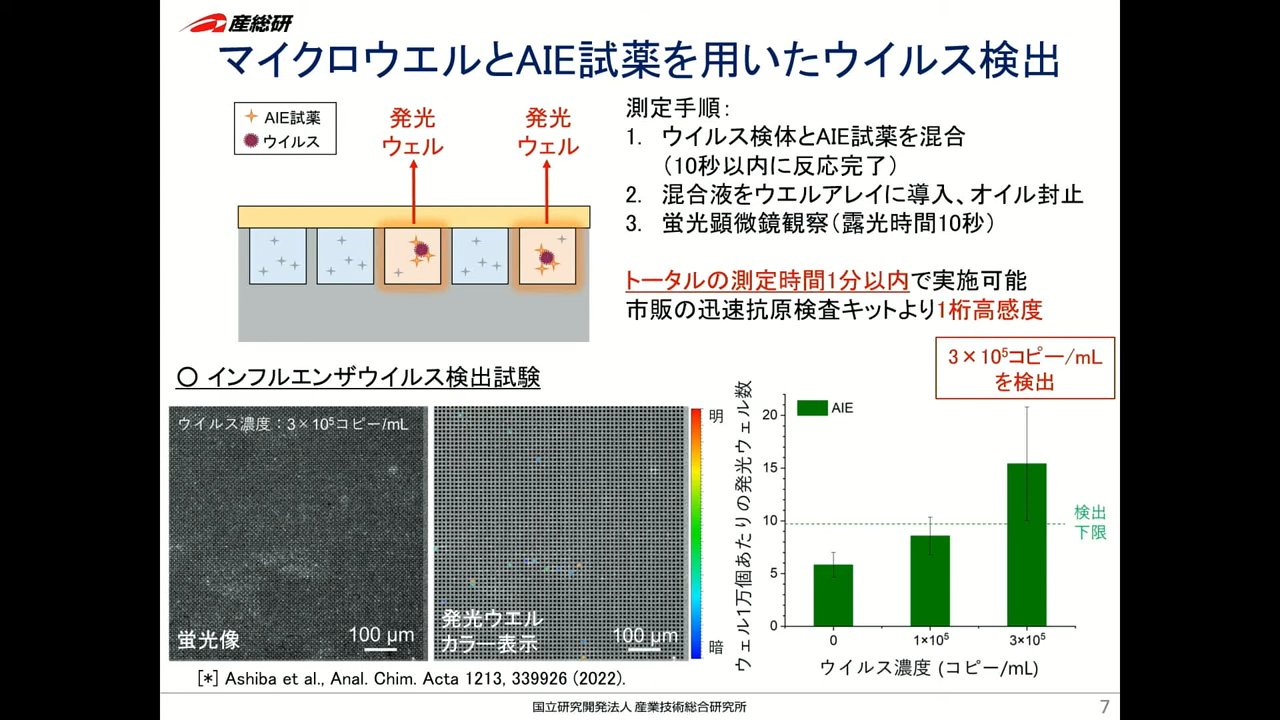 産総研
マイクロウエルとAIE試薬を用いたウイルス検出
AIE試薬
ウイルス
発光
ウェル
発光
ウェル
測定手順：
1. ウイルス検体とAIE試薬を混合
（10秒以内に反応完了）
2. 混合液をウエルアレイに導入、オイル封止
3. 蛍光顕微鏡観察（露光時間10秒）
トータルの測定時間1分以内で実施可能
市販の迅速抗原検査キットより1桁高感度
3×10⁵コピー/mL
を検出
〇 インフルエンザウイルス検出試験
ウイルス濃度：3×10⁵コピー/mL
蛍光像
100 μm
発光ウエル
カラー表示
100 μm
明
暗
ウェル1万個あたりの発光ウェル数
20
15
10
5
0
AIE
検出
下限
0
1×10⁵
3×10⁵
ウイルス濃度 (コピー/mL)
[*] Ashiba et al., Anal. Chim. Acta 1213, 339926 (2022).
国立研究開発法人 産業技術総合研究所
7